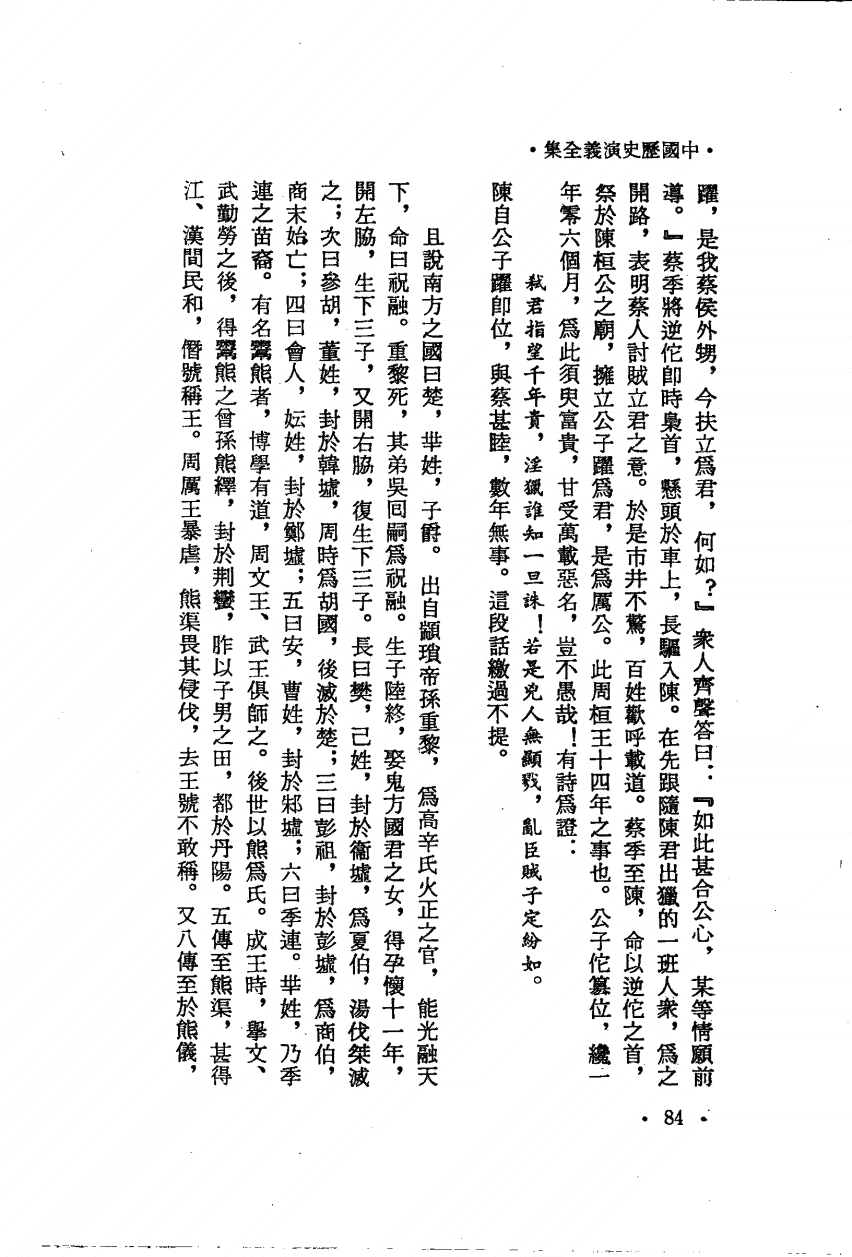 •中國歷史演義全集•
躍，是我蔡侯外甥，今扶立爲君，何如？』衆人齊聲答曰：『如此甚合公心，某等情願前
導。』蔡季將逆佗卽時梟首，懸頭於車上，長驅入陳。在先跟隨陳君出獵的一班人衆，爲之
開路，表明蔡人討賊立君之意。於是市井不驚，百姓歡呼載道。蔡季至陳，命以逆佗之首，
祭於陳桓公之廟，擁立公子躍爲君，是爲厲公。此周桓王十四年之事也。公子佗篡位，纔一
年零六個月，爲此須臾富貴，甘受萬載惡名，豈不愚哉！有詩爲證：
弒君指望千年貴，淫獵誰知一旦誅！若是兇人無顯戮，亂臣賊子定紛如。
陳自公子躍卽位，與蔡甚睦，數年無事。這段話繳過不提。
且說南方之國曰楚，羋姓，子爵。出自顓頊帝孫重黎，爲高辛氏火正之官，能光融天
下，命曰祝融。重黎死，其弟吳囘嗣爲祝融。生子陸終，娶鬼方國君之女，得孕懷十一年，
開左脇，生下三子，又開右脇，復生下三子。長曰樊，己姓，封於衞墟，爲夏伯，湯伐桀滅
之；次曰參胡，董姓，封於韓墟，周時爲胡國，後滅於楚；三曰彭祖，封於彭墟，爲商伯，
商末始亡；四曰會人，妘姓，封於鄭墟；五曰安，曹姓，封於邾墟；六曰季連。羋姓，乃季
連之苗裔。有名鬻熊者，博學有道，周文王、武王俱師之。後世以熊爲氏。成王時，舉文、
武勤勞之後，得鬻熊之曾孫熊繹，封於荆蠻，胙以子男之田，都於丹陽。五傳至熊渠，甚得
江、漢間民和，僭號稱王。周厲王暴虐，熊渠畏其侵伐，去王號不敢稱。又八傳至於熊儀，
• 84 •